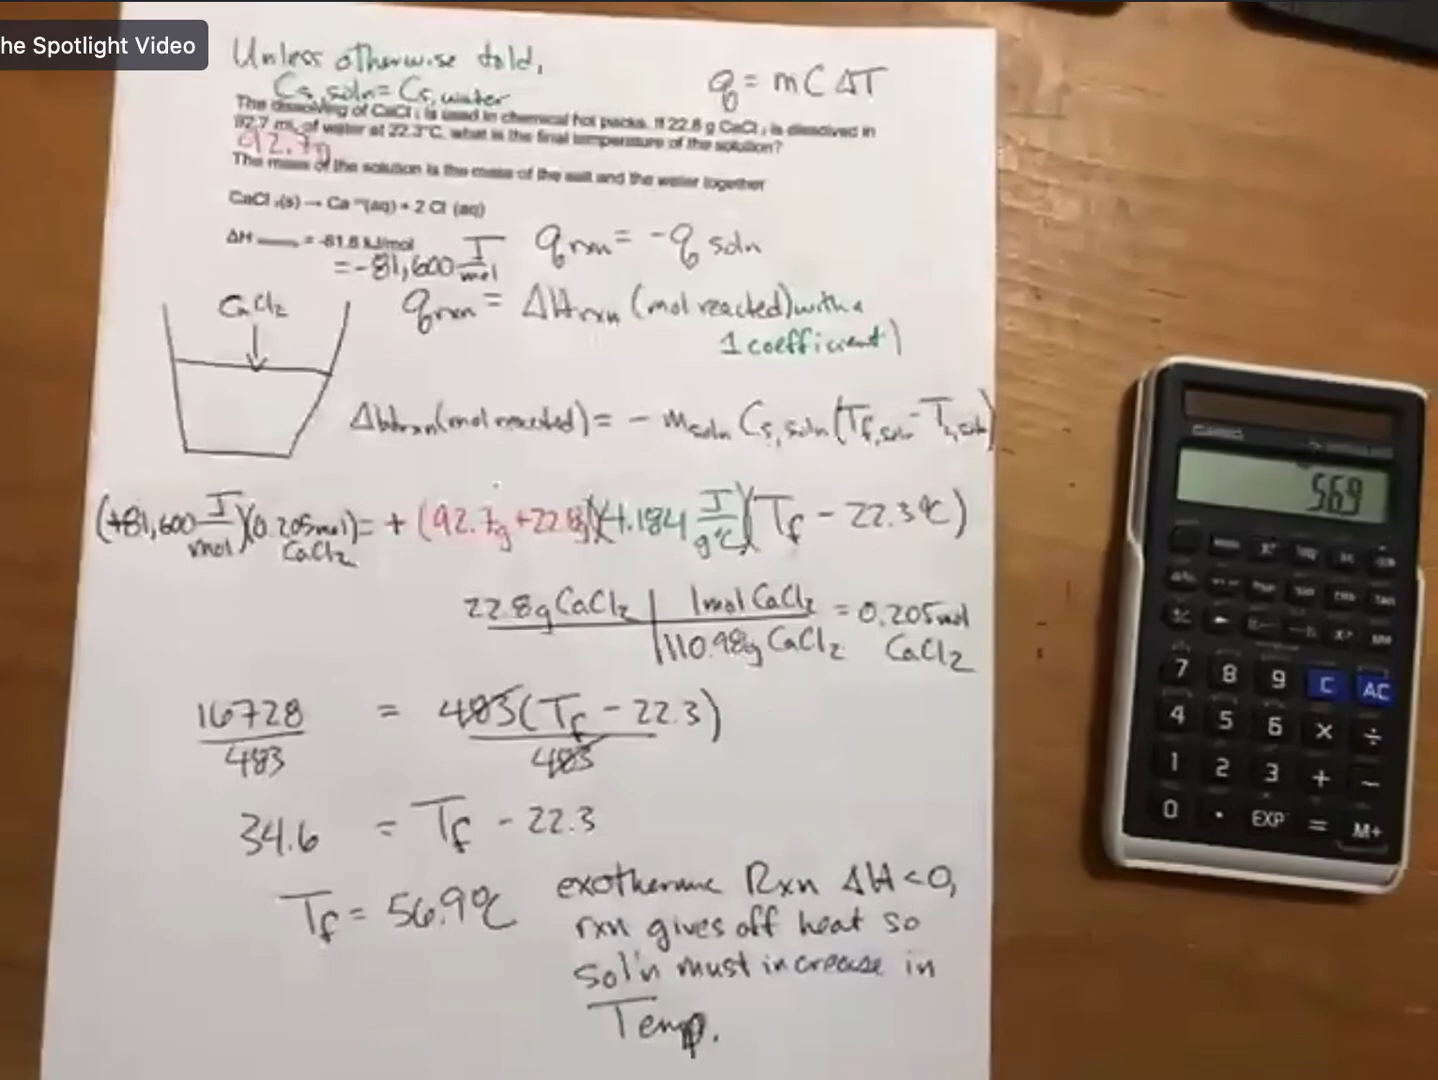 he Spotlight Video
Unless otherwise told,
Cs, soln = Cs, water
q = mCΔT
The dissolving of CaCl₂ is used in chemical hot packs. If 22.8 g CaCl₂ is dissolved in
92.7 mL of water at 22.3°C, what is the final temperature of the solution?
92.7g
The mass of the solution is the mass of the salt and the water together
CaCl₂(s) → Ca²⁺(aq) + 2 Cl⁻(aq)
ΔH = -81.6 kJ/mol
= -81,600 J/mol
qrxn = -q soln
CaCl₂
qrxn = ΔHrxn (mol reacted) with a
1 coefficient)
ΔHrxn (mol reacted) = - msoln Cs, soln (Tf, soln - Ti, soln)
(+81,600 J/mol)(0.205 mol) = + (92.7g + 22.8g)(4.184 J/g°C)(Tf - 22.3°C)
CaCl₂
22.8g CaCl₂ | 1 mol CaCl₂ = 0.205 mol
110.98g CaCl₂ CaCl₂
16728 = 483(Tf - 22.3)
483 483
34.6 = Tf - 22.3
Tf = 56.9°C
exothermic Rxn ΔH<0,
rxn gives off heat so
sol'n must increase in
Temp.
CASIO
56.9
7 8 9 C AC
4 5 6 × ÷
1 2 3 + −
0 . EXP = M+